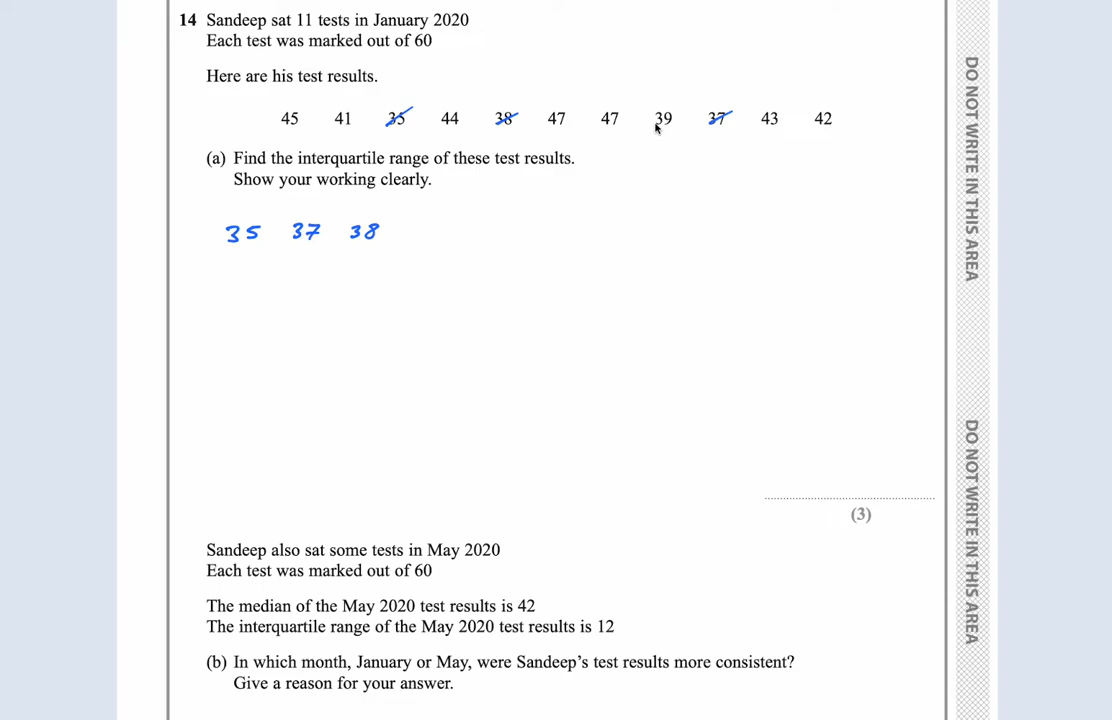 14 Sandeep sat 11 tests in January 2020
Each test was marked out of 60
Here are his test results.
45 41 35 44 38 47 47 39 37 43 42
(a) Find the interquartile range of these test results.
Show your working clearly.
35 37 38
(3)
Sandeep also sat some tests in May 2020
Each test was marked out of 60
The median of the May 2020 test results is 42
The interquartile range of the May 2020 test results is 12
(b) In which month, January or May, were Sandeep’s test results more consistent?
Give a reason for your answer.
DO NOT WRITE IN THIS AREA
DO NOT WRITE IN THIS AREA